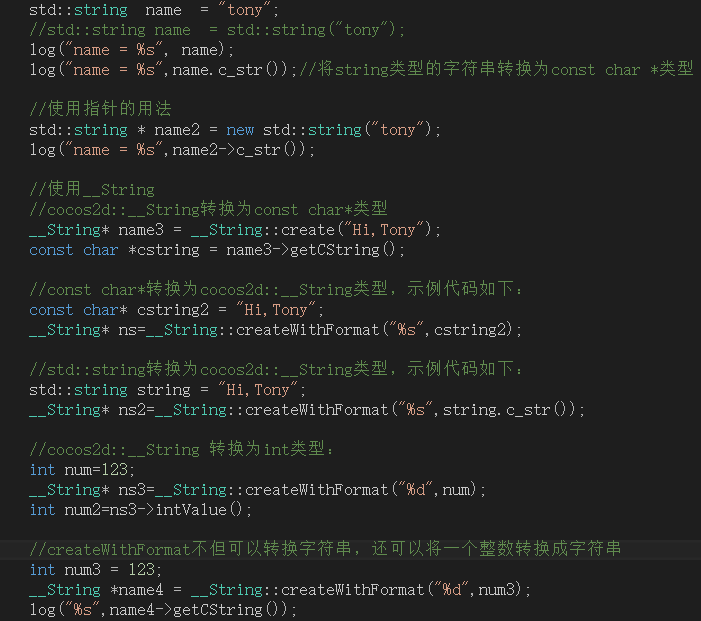 std::string  name  = "tony";
//std::string name  = std::string("tony");
log("name = %s", name);
log("name = %s",name.c_str());//将string类型的字符串转换为const char *类型
//使用指针的用法
std::string * name2 = new std::string("tony");
log("name = %s",name2->c_str());
//使用__String
//cocos2d::__String转换为const char*类型
__String* name3 = __String::create("Hi,Tony");
const char *cstring = name3->getCString();
//const char*转换为cocos2d::__String类型，示例代码如下：
const char* cstring2 = "Hi,Tony";
__String* ns=__String::createWithFormat("%s",cstring2);
//std::string转换为cocos2d::__String类型，示例代码如下：
std::string string = "Hi,Tony";
__String* ns2=__String::createWithFormat("%s",string.c_str());
//cocos2d::__String 转换为int类型：
int num=123;
__String* ns3=__String::createWithFormat("%d",num);
int num2=ns3->intValue();
//createWithFormat不但可以转换字符串，还可以将一个整数转换成字符串
int num3 = 123;
__String *name4 = __String::createWithFormat("%d",num3);
log("%s",name4->getCString());